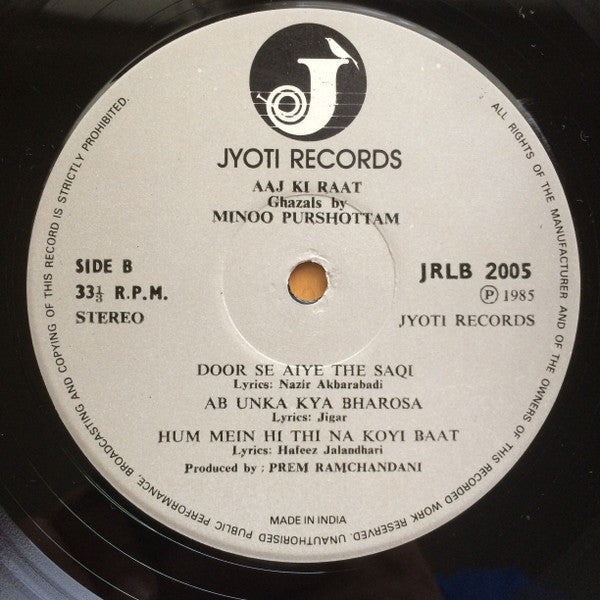 J
JYOTI RECORDS
AAJ KI RAAT
Ghazals by
MINOO PURSHOTTAM
SIDE B
33⅓ R.P.M.
STEREO
JRLB 2005
Ⓟ 1985
JYOTI RECORDS
DOOR SE AIYE THE SAQI
Lyrics: Nazir Akbarabadi
AB UNKA KYA BHAROSA
Lyrics: Jigar
HUM MEIN HI THI NA KOYI BAAT
Lyrics: Hafeez Jalandhari
Produced by : PREM RAMCHANDANI
MADE IN INDIA
ALL RIGHTS OF THE MANUFACTURER AND OF THE OWNERS OF THIS RECORDED WORK RESERVED. UNAUTHORISED PUBLIC PERFORMANCE, BROADCASTING AND COPYING OF THIS RECORD IS STRICTLY PROHIBITED.